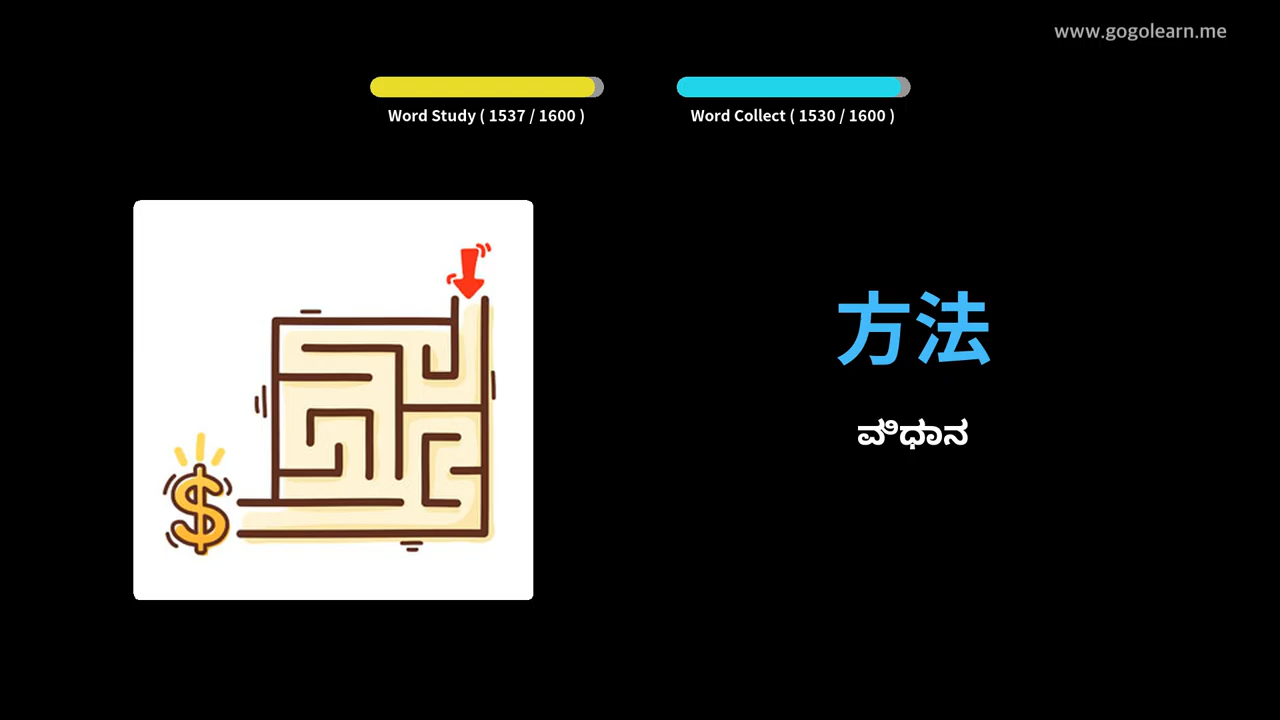 www.gogolearn.me
Word Study ( 1537 / 1600 )
Word Collect ( 1530 / 1600 )
方法
ವಿಧಾನ